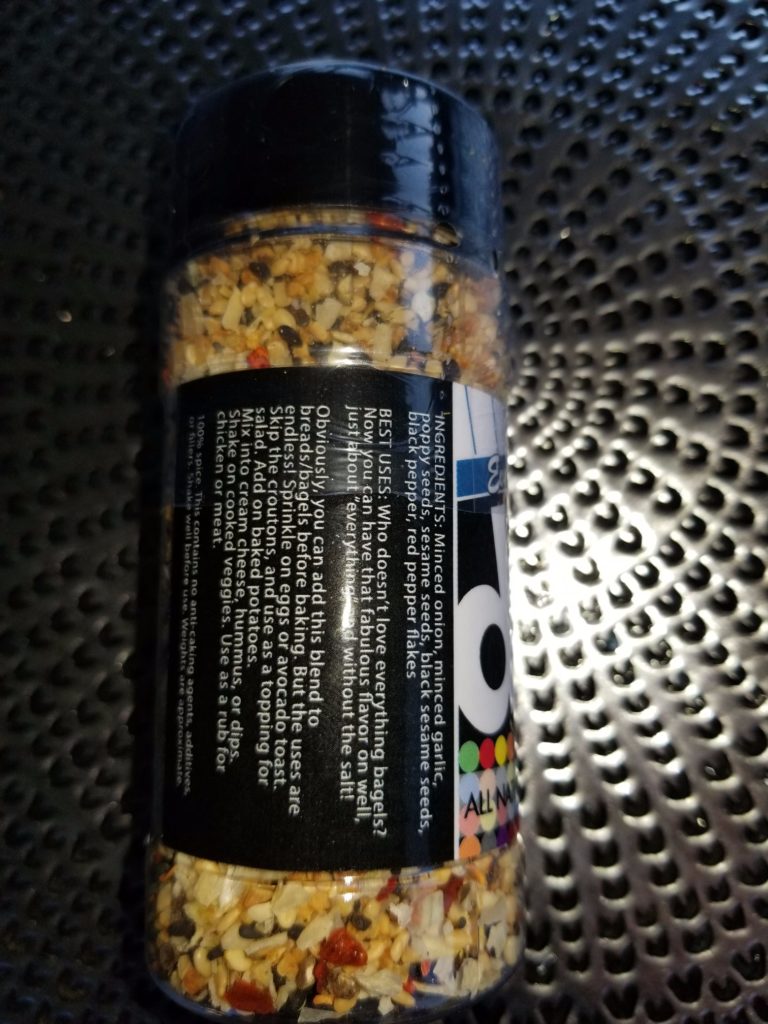 INGREDIENTS: Minced onion, minced garlic,
poppy seeds, sesame seeds, black sesame seeds,
black pepper, red pepper flakes
BEST USES: Who doesn't love everything bagels?
Now you can have that fabulous flavor on well,
just about "everything" and without the salt!
Obviously, you can add this blend to
breads/bagels before baking. But the uses are
endless! Sprinkle on eggs or avocado toast.
Skip the croutons, and use as a topping for
salad. Add on baked potatoes.
Mix into cream cheese, hummus, or dips.
Shake on cooked veggies. Use as a rub for
chicken or meat.
100% spice. This contains no anti-caking agents, additives,
or fillers. Shake well before use. Weights are approximate.
ALL